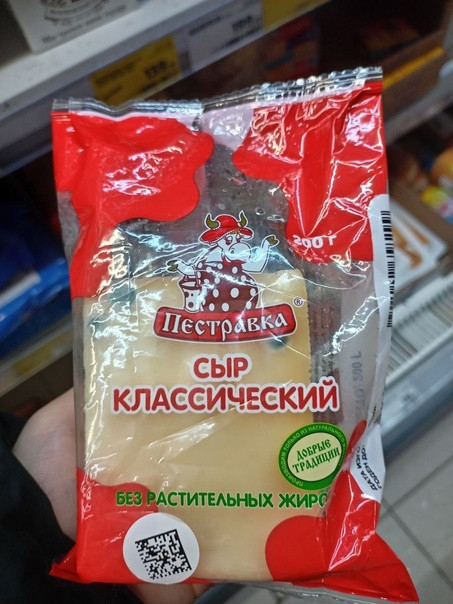 200 г
ПЕСТРАВКА ®
СЫР
КЛАССИЧЕСКИЙ
ДОБРЫЕ
ТРАДИЦИИ
БЕЗ РАСТИТЕЛЬНЫХ ЖИРО